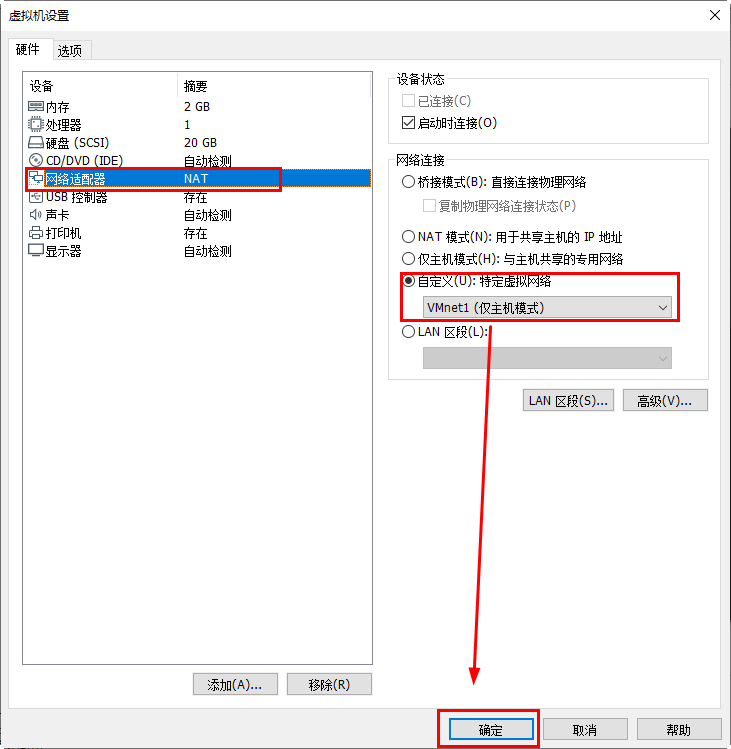 虚拟机设置
硬件 选项
设备 摘要
内存 2 GB
处理器 1
硬盘 (SCSI) 20 GB
CD/DVD (IDE) 自动检测
网络适配器 NAT
USB 控制器 存在
声卡 自动检测
打印机 存在
显示器 自动检测
添加(A)... 移除(R)
设备状态
已连接(C)
启动时连接(O)
网络连接
桥接模式(B): 直接连接物理网络
复制物理网络连接状态(P)
NAT 模式(N): 用于共享主机的 IP 地址
仅主机模式(H): 与主机共享的专用网络
自定义(U): 特定虚拟网络
VMnet1 (仅主机模式)
LAN 区段(L):
LAN 区段(S)... 高级(V)...
确定 取消 帮助